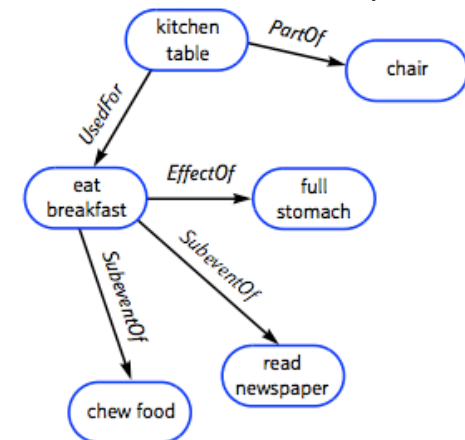 kitchen
table
PartOf
chair
UsedFor
eat
breakfast
EffectOf
full
stomach
SubeventOf
SubeventOf
read
newspaper
chew food